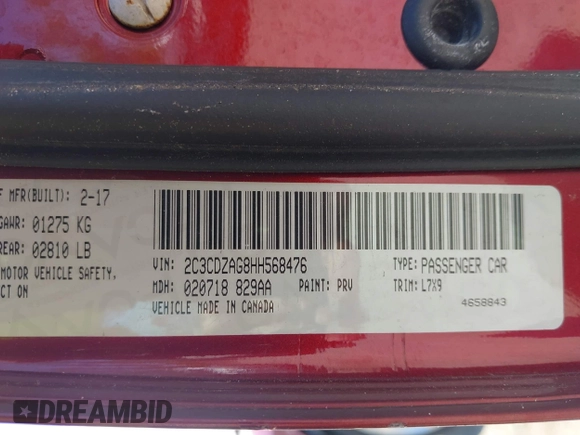 F MFR(BUILT): 2-17
GAWR: 01275 KG
REAR: 02810 LB
MOTOR VEHICLE SAFETY,
CT ON
VIN: 2C3CDZAG8HH568476 TYPE: PASSENGER CAR
MDH: 020718 829AA PAINT: PRV TRIM: L7X9
VEHICLE MADE IN CANADA 4658843
DREAMBID